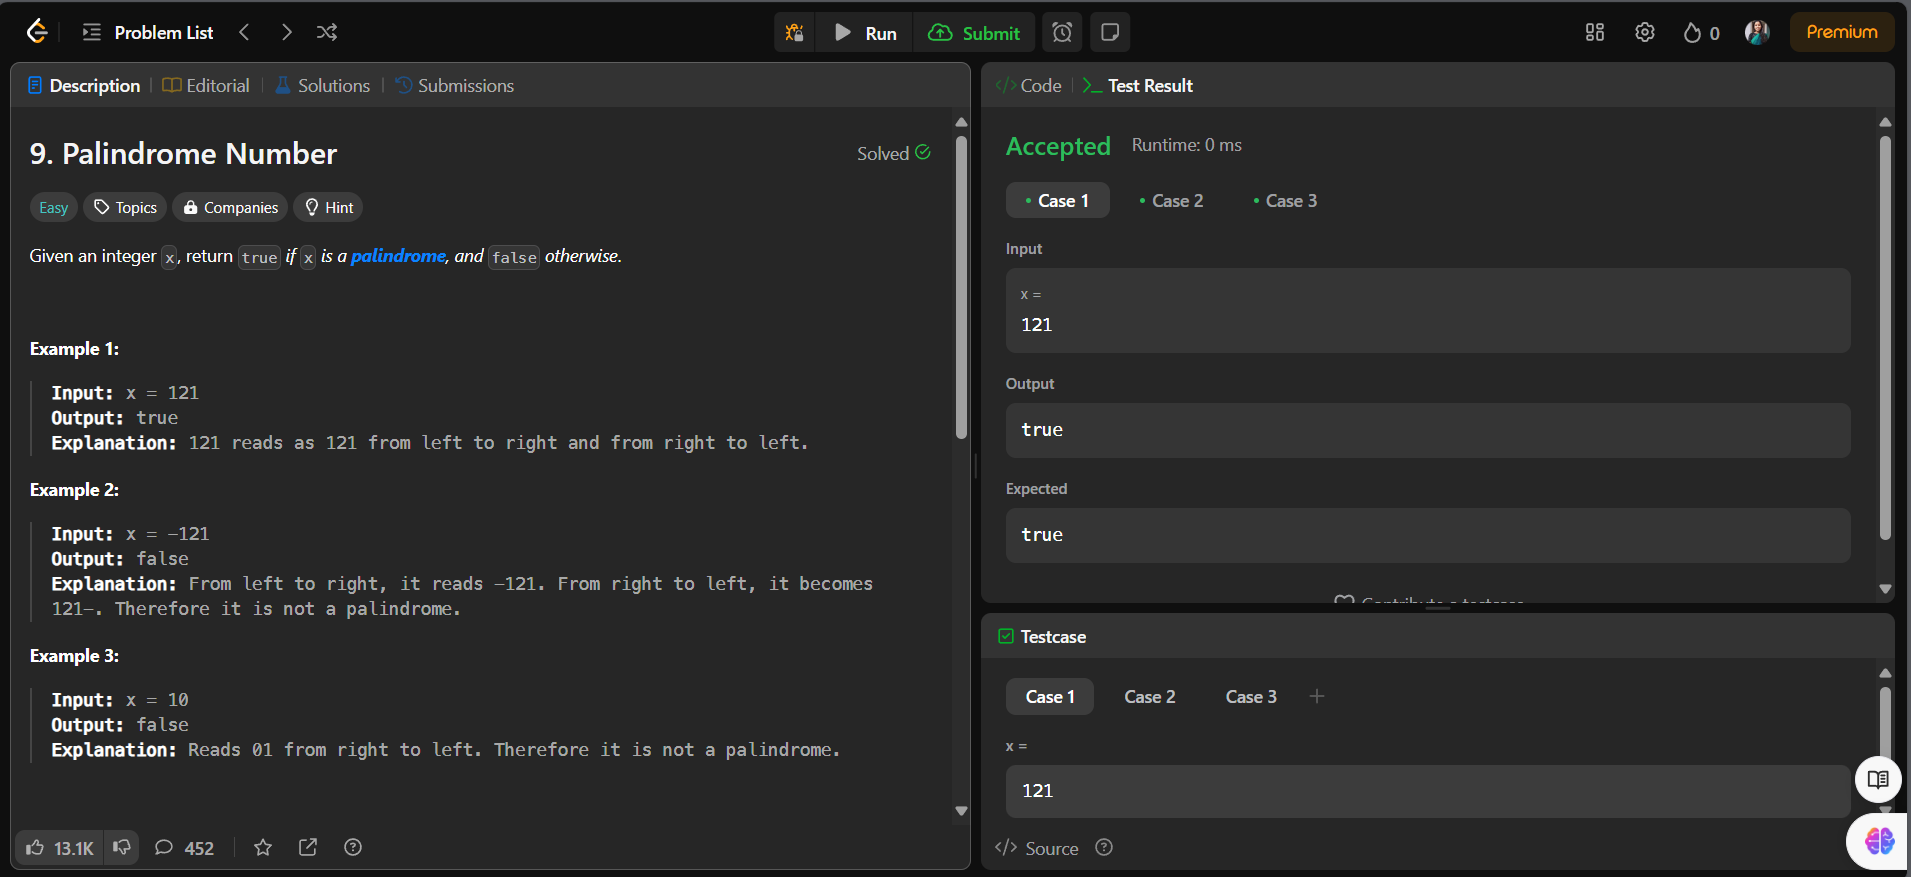 Problem List
Run
Submit
0
Premium
Description
Editorial
Solutions
Submissions
9. Palindrome Number
Solved
Easy
Topics
Companies
Hint
Given an integer x, return true if x is a palindrome, and false otherwise.
Example 1:
Input: x = 121
Output: true
Explanation: 121 reads as 121 from left to right and from right to left.
Example 2:
Input: x = -121
Output: false
Explanation: From left to right, it reads -121. From right to left, it becomes
121-. Therefore it is not a palindrome.
Example 3:
Input: x = 10
Output: false
Explanation: Reads 01 from right to left. Therefore it is not a palindrome.
13.1K
452
Code
Test Result
Accepted Runtime: 0 ms
Case 1 Case 2 Case 3
Input
x =
121
Output
true
Expected
true
Contribute a testcase
Testcase
Case 1 Case 2 Case 3
x =
121
Source